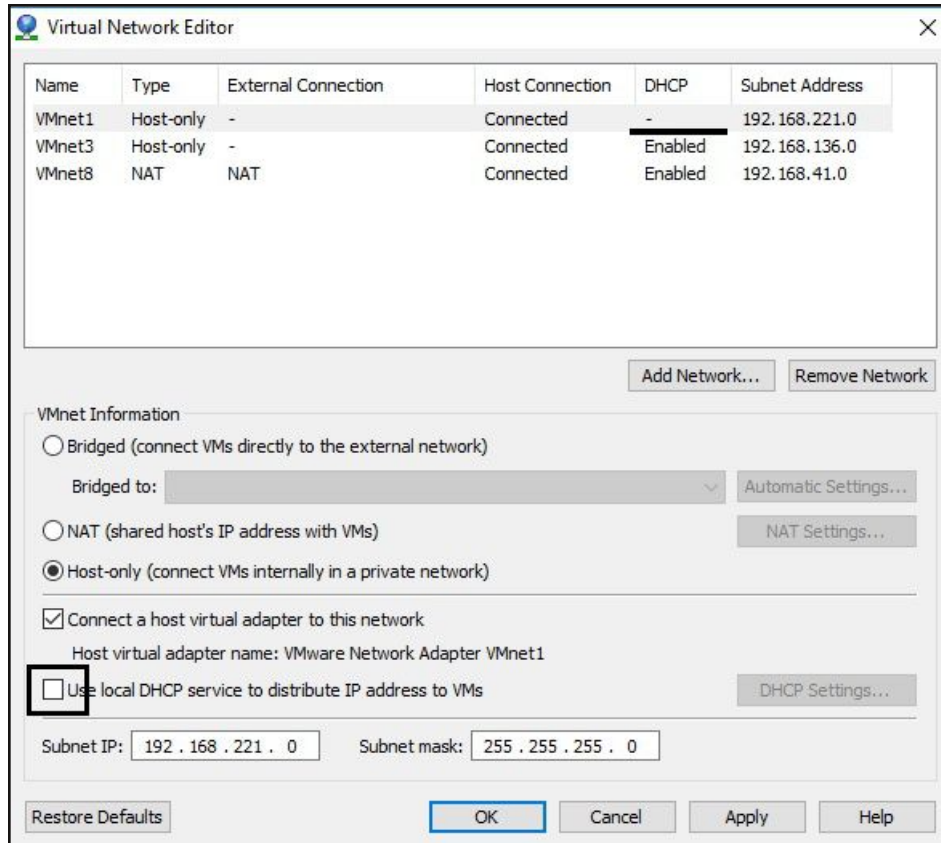 Virtual Network Editor
Name Type External Connection Host Connection DHCP Subnet Address
VMnet1 Host-only - Connected - 192.168.221.0
VMnet3 Host-only - Connected Enabled 192.168.136.0
VMnet8 NAT NAT Connected Enabled 192.168.41.0
Add Network... Remove Network
VMnet Information
Bridged (connect VMs directly to the external network)
Bridged to: Automatic Settings...
NAT (shared host's IP address with VMs) NAT Settings...
Host-only (connect VMs internally in a private network)
Connect a host virtual adapter to this network
Host virtual adapter name: VMware Network Adapter VMnet1
Use local DHCP service to distribute IP address to VMs DHCP Settings...
Subnet IP: 192 . 168 . 221 . 0 Subnet mask: 255 . 255 . 255 . 0
Restore Defaults OK Cancel Apply Help